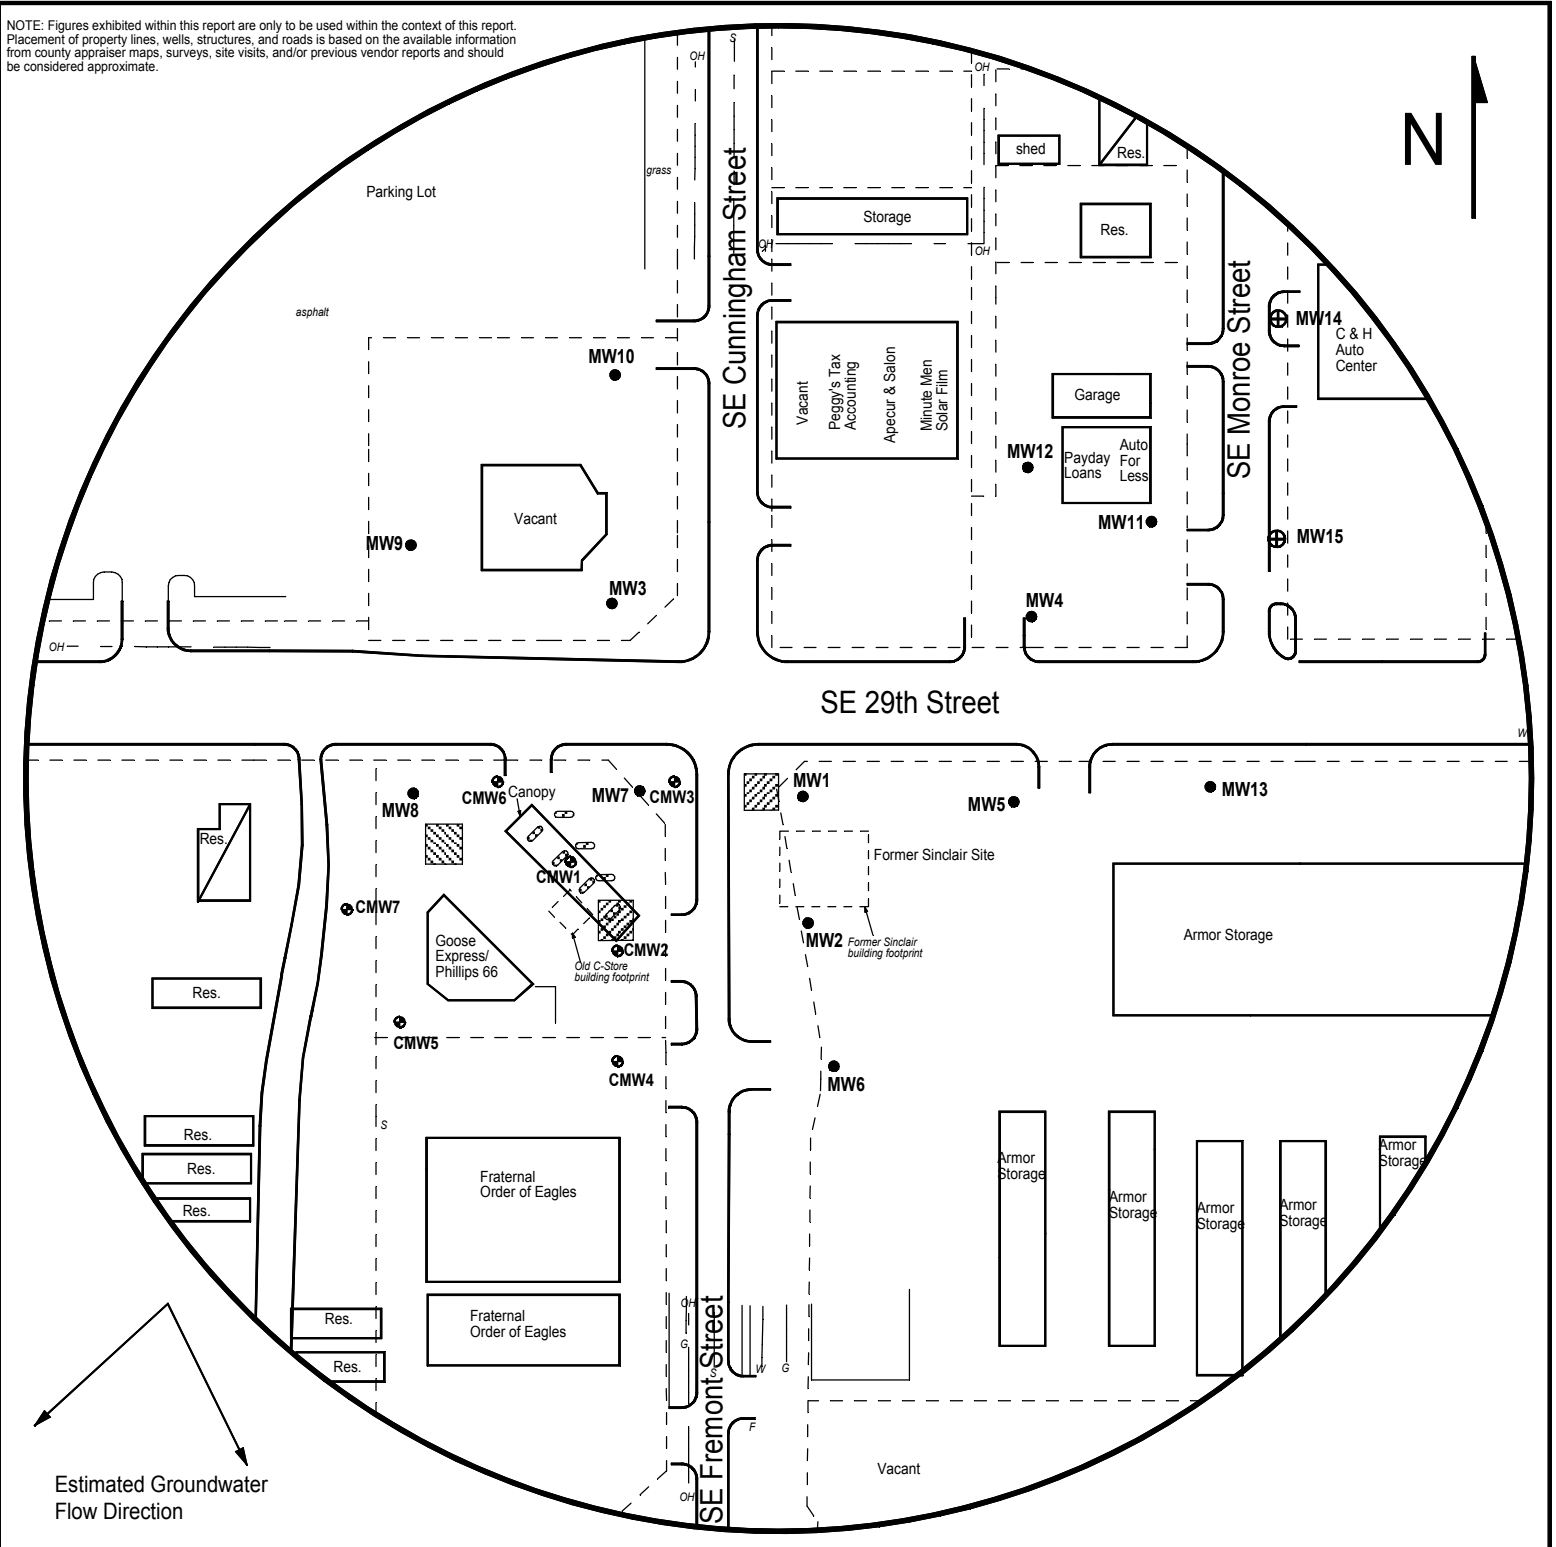 NOTE: Figures exhibited within this report are only to be used within the context of this report.
Placement of property lines, wells, structures, and roads is based on the available information
from county appraiser maps, surveys, site visits, and/or previous vendor reports and should
be considered approximate.
S
OH
OH
N
shed
Res.
grass
Parking Lot
SE Cunningham Street
Storage
Res.
OH
OH
SE Monroe Street
asphalt
MW14
C & H
Auto
Center
MW10
Vacant
Peggy's Tax
Accounting
Apecur & Salon
Minute Men
Solar Film
Garage
MW12
Payday
Loans
Auto
For
Less
Vacant
MW11
MW9
MW15
MW3
MW4
OH
SE 29th Street
W
MW8
CMW6
Canopy
MW7
CMW3
MW1
MW5
MW13
Res.
Former Sinclair Site
CMW1
CMW7
Goose
Express/
Phillips 66
CMW2
MW2
Former Sinclair
building footprint
Armor Storage
Old C-Store
building footprint
Res.
CMW5
CMW4
MW6
S
Res.
Res.
Res.
Fraternal
Order of Eagles
Armor
Storage
Armor
Storage
Armor
Storage
Armor
Storage
Armor
Storage
Res.
Fraternal
Order of Eagles
OH
G
S
W
G
Res.
SE Fremont Street
F
Vacant
OH
Estimated Groundwater
Flow Direction